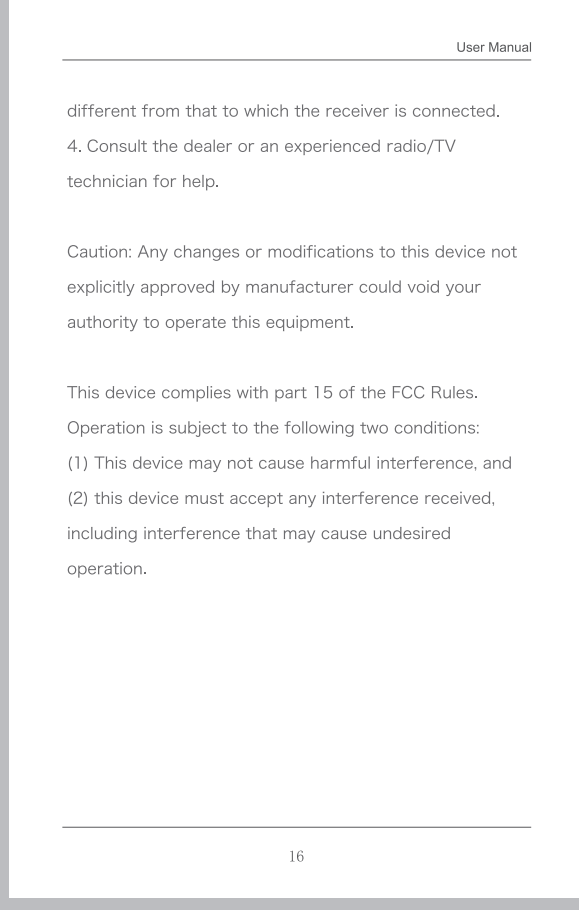 User Manual
different from that to which the receiver is connected.
4. Consult the dealer or an experienced radio/TV
technician for help.
Caution: Any changes or modifications to this device not
explicitly approved by manufacturer could void your
authority to operate this equipment.
This device complies with part 15 of the FCC Rules.
Operation is subject to the following two conditions:
(1) This device may not cause harmful interference, and
(2) this device must accept any interference received,
including interference that may cause undesired
operation.
16